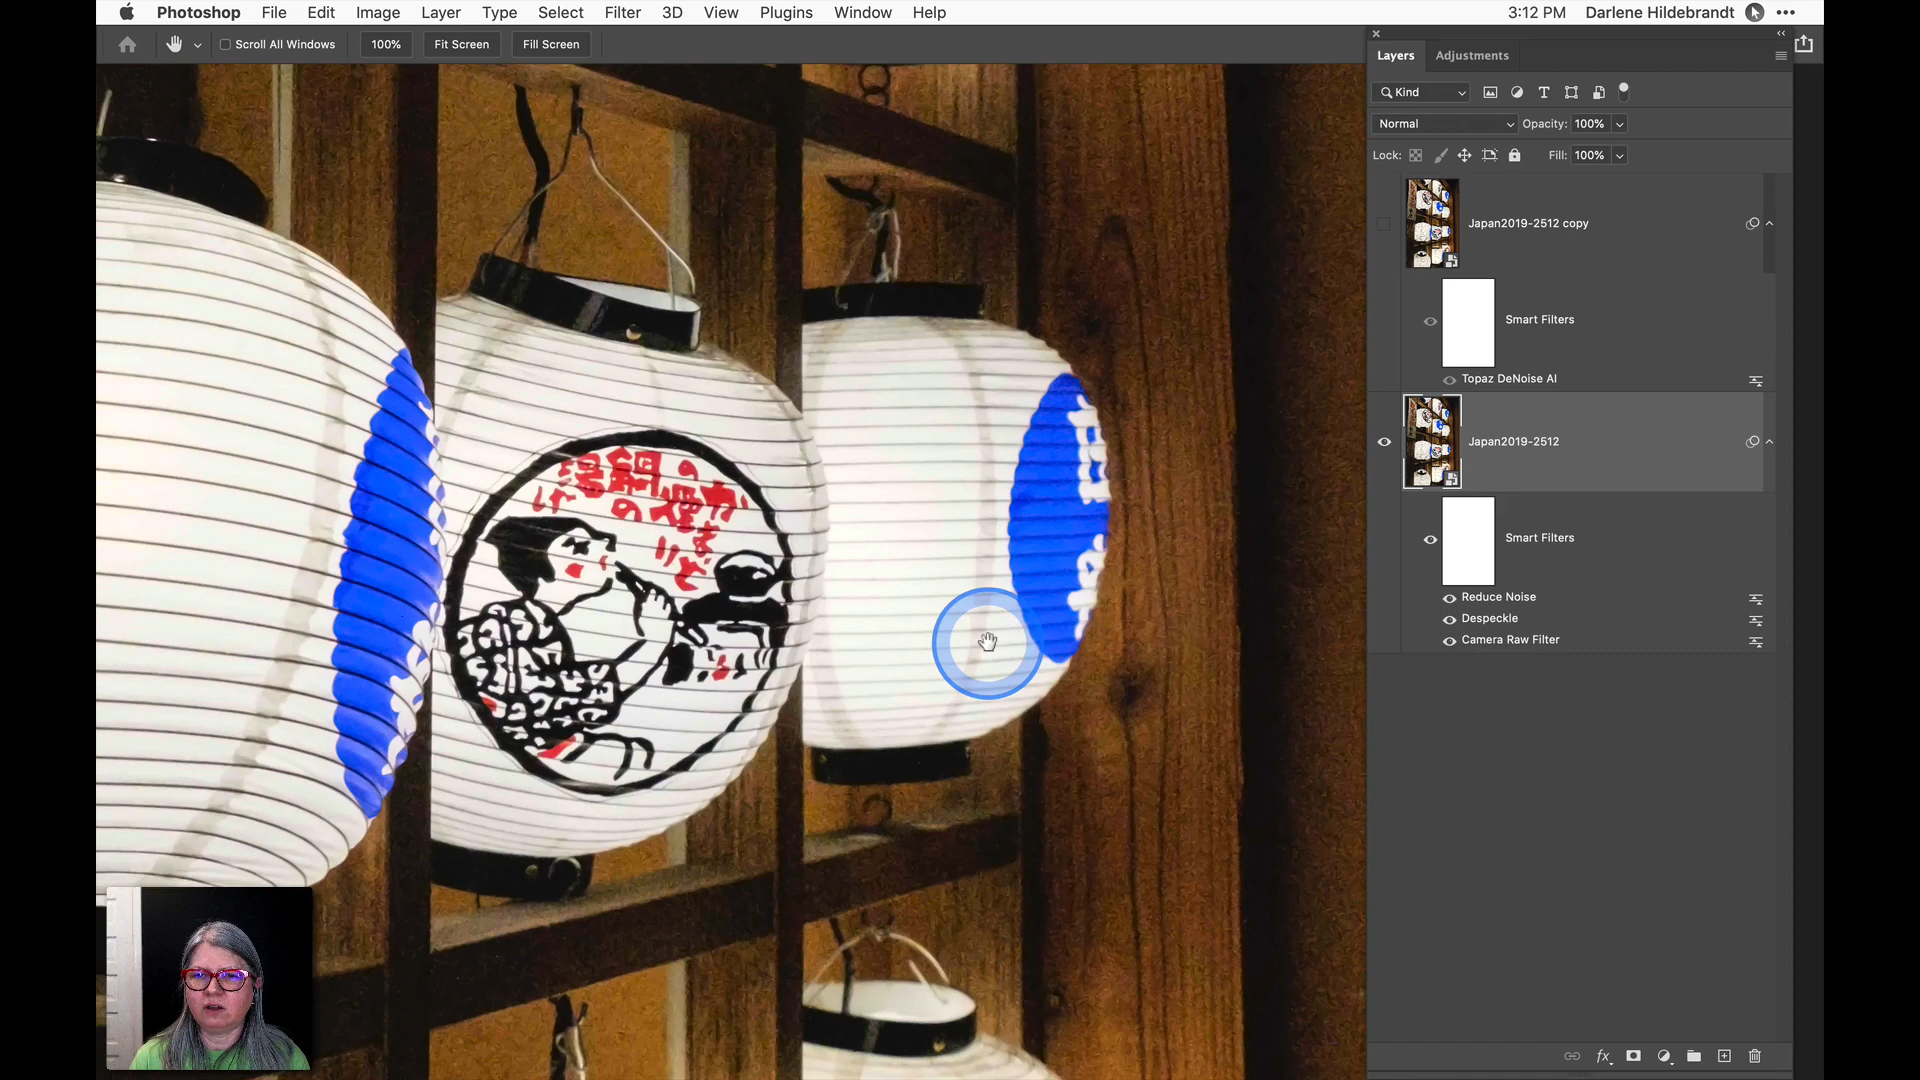 Photoshop File Edit Image Layer Type Select Filter 3D View Plugins Window Help 3:12 PM Darlene Hildebrandt
Scroll All Windows 100% Fit Screen Fill Screen
Layers Adjustments
Kind
Normal Opacity: 100%
Lock: Fill: 100%
Japan2019-2512 copy
Smart Filters
Topaz DeNoise AI
Japan2019-2512
Smart Filters
Reduce Noise
Despeckle
Camera Raw Filter